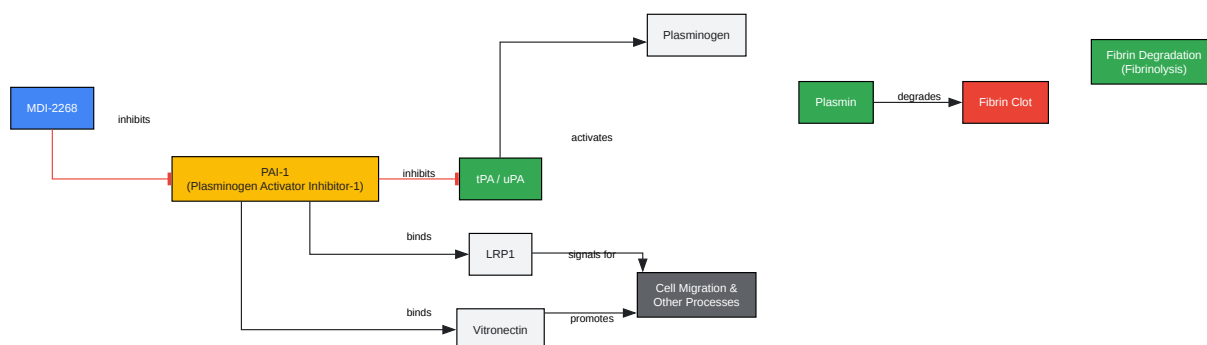 Plasminogen
Fibrin Degradation
(Fibrinolysis)
MDI-2268
inhibits
Plasmin
degrades
Fibrin Clot
activates
PAI-1
(Plasminogen Activator Inhibitor-1)
inhibits
tPA / uPA
binds
LRP1
signals for
Cell Migration &
Other Processes
binds
Vitronectin
promotes